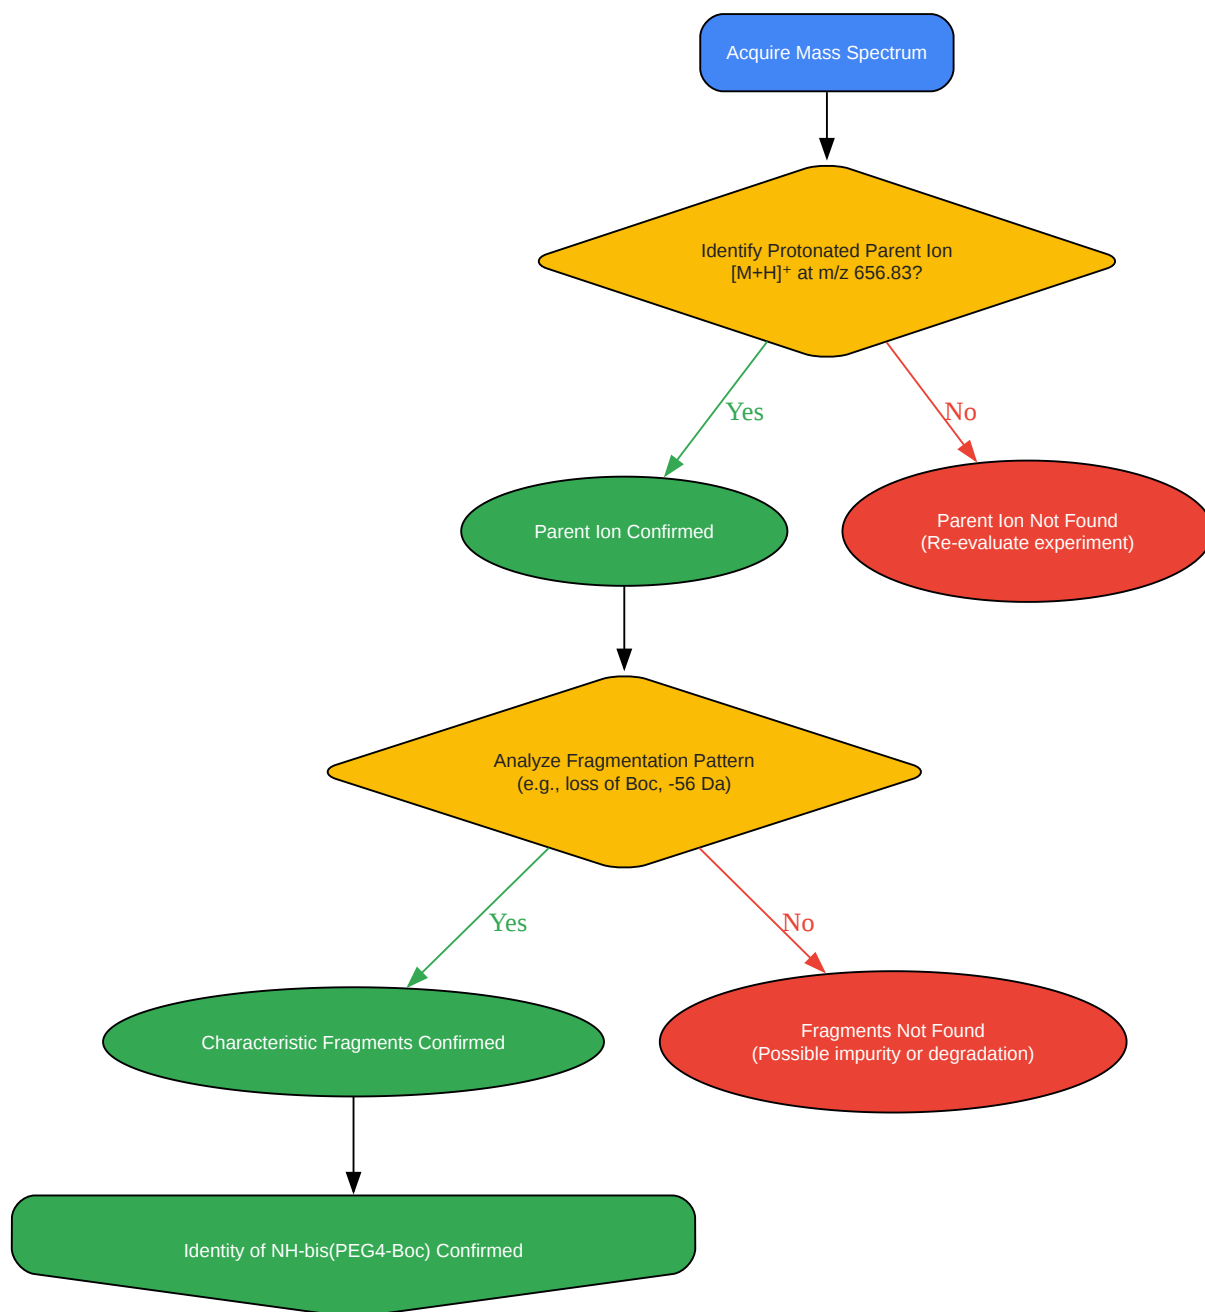 Acquire Mass Spectrum
Identify Protonated Parent Ion
[M+H]⁺ at m/z 656.83?
Yes
No
Parent Ion Confirmed
Parent Ion Not Found
(Re-evaluate experiment)
Analyze Fragmentation Pattern
(e.g., loss of Boc, -56 Da)
Yes
No
Characteristic Fragments Confirmed
Fragments Not Found
(Possible impurity or degradation)
Identity of NH-bis(PEG4-Boc) Confirmed